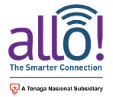 allo!
The Smarter Connection
A Tenaga Nasional Subsidiary